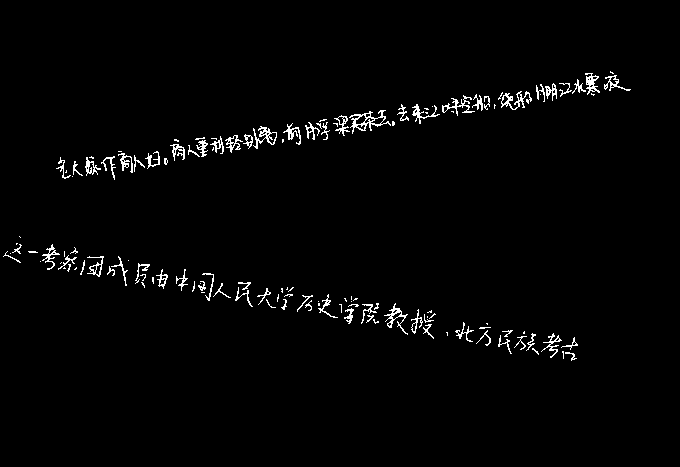 老大嫁作商人妇。商人重利轻别离，前月浮梁买茶去。去来江口守空船，绕船月明江水寒夜
这一考察团成员由中国人民大学历史学院教授、北方民族考古